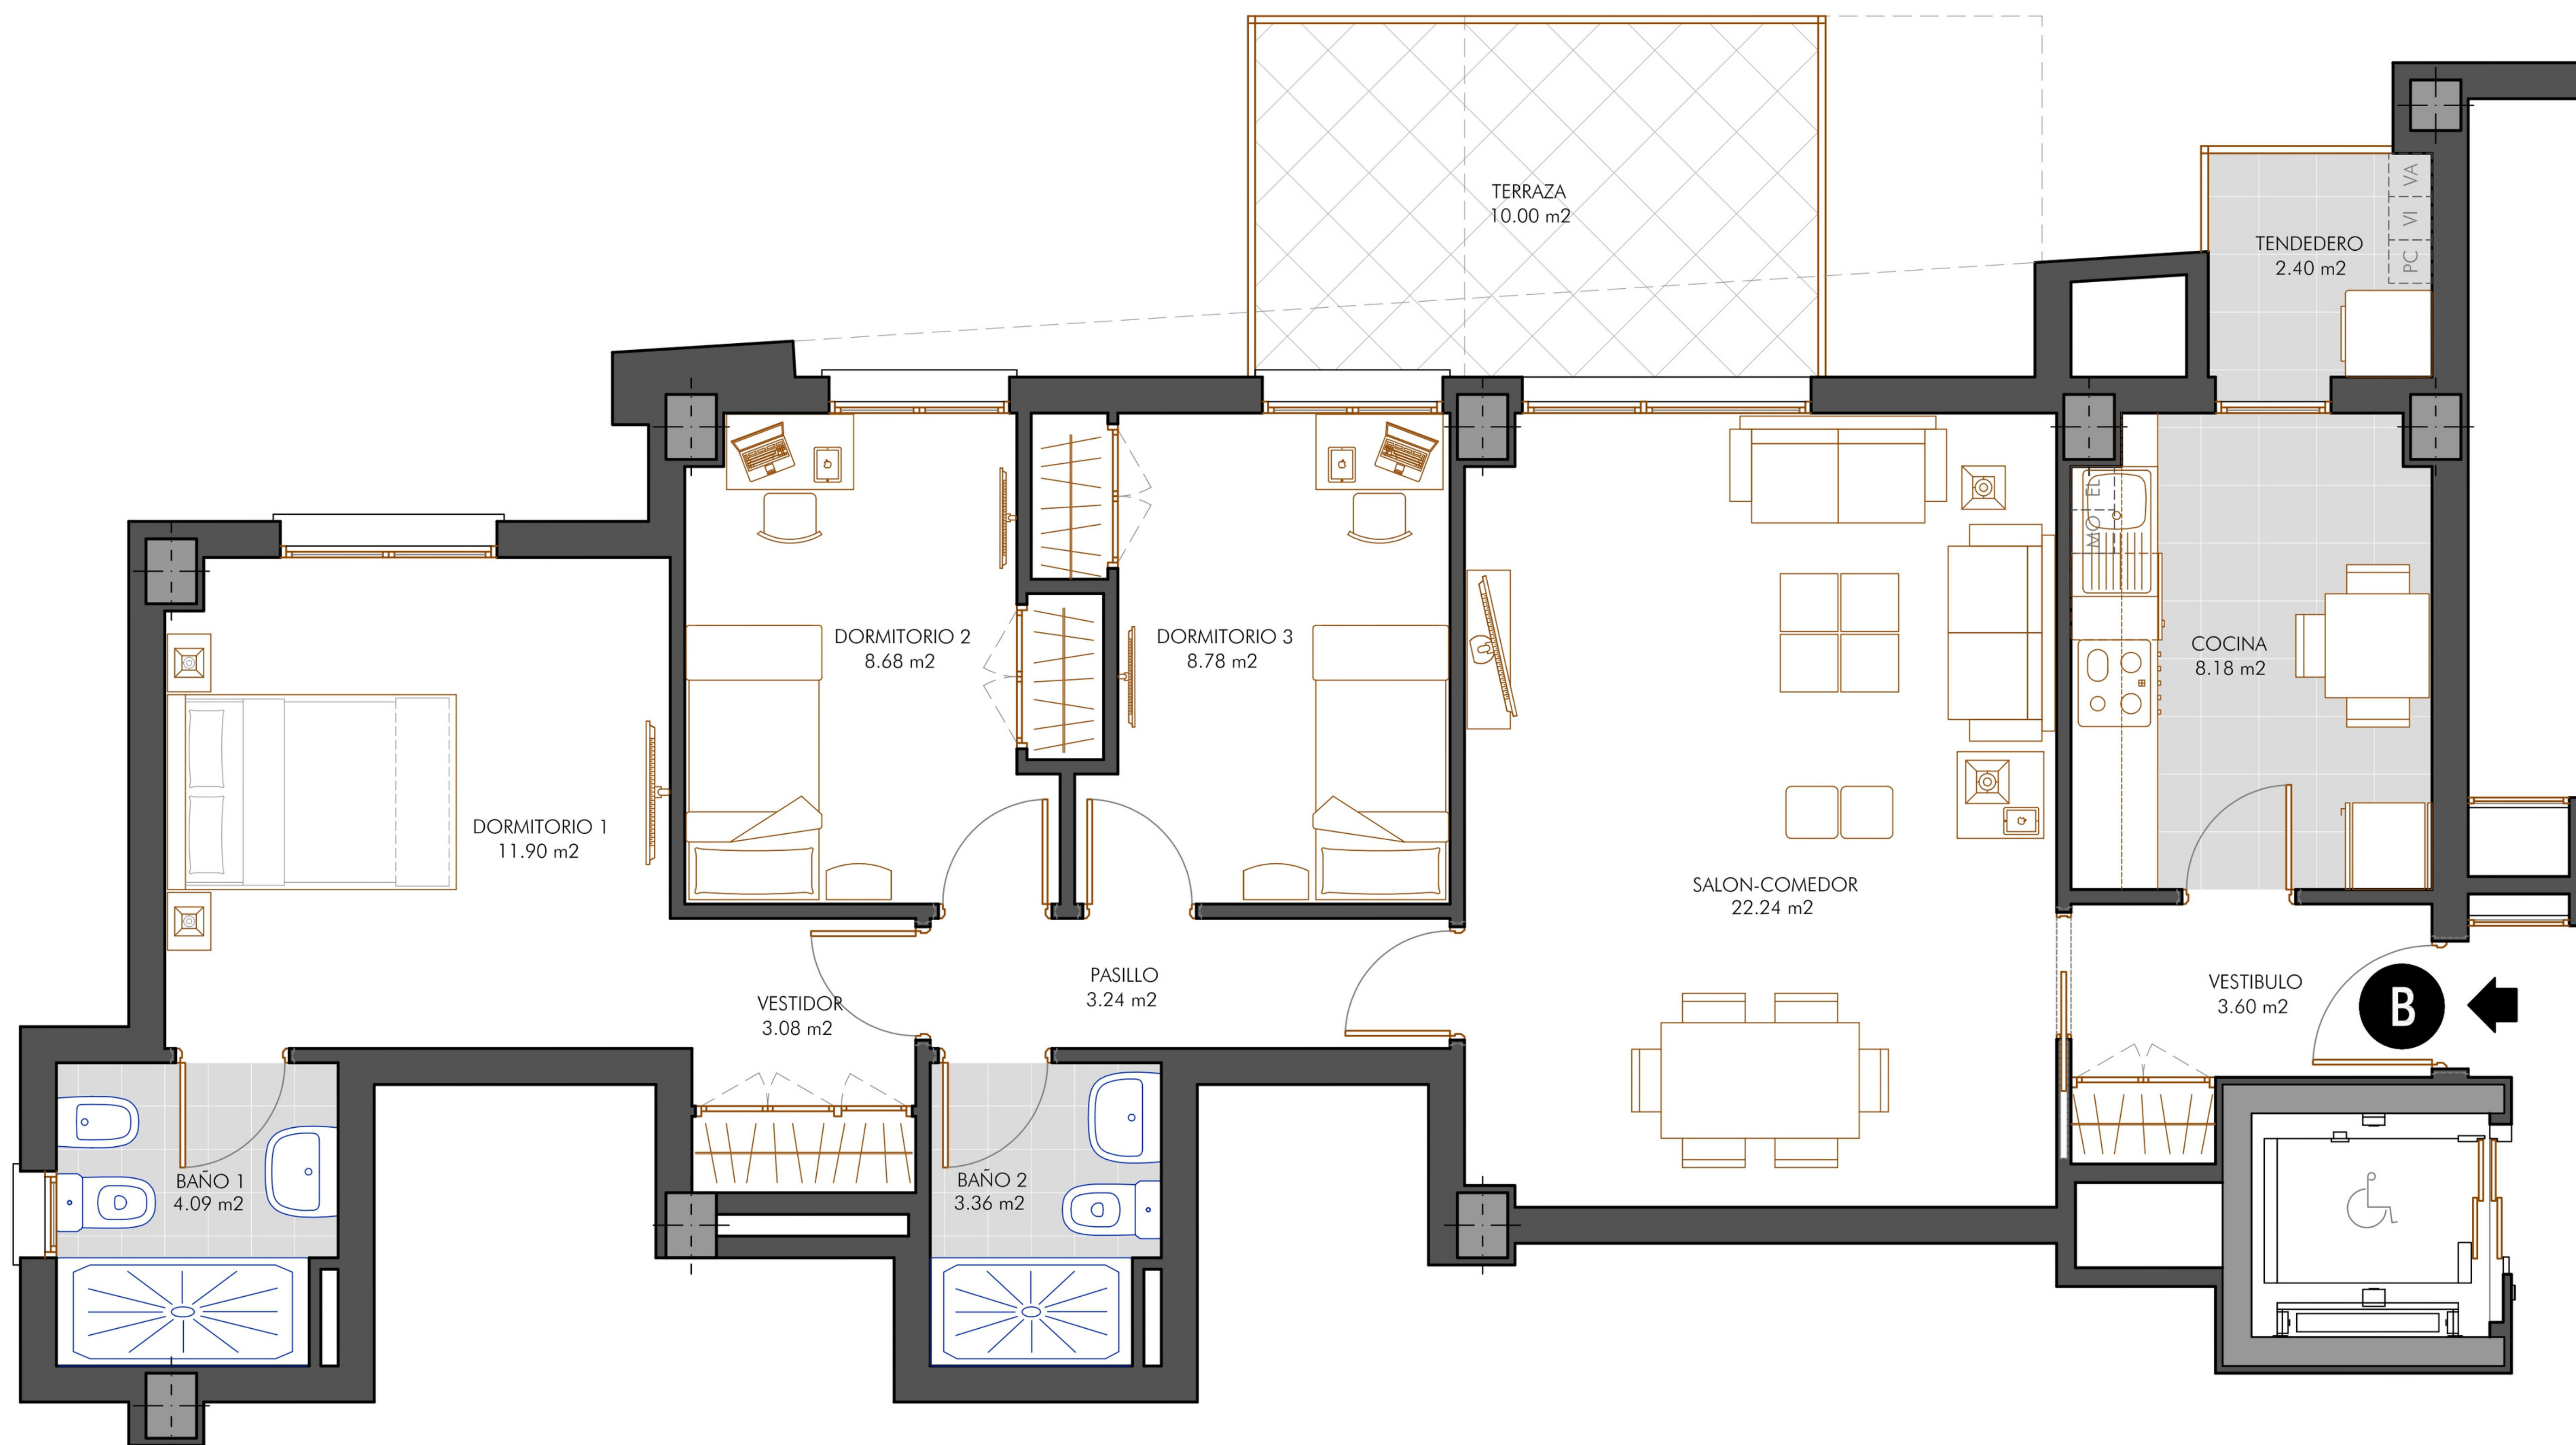 TERRAZA
10.00 m2
TENDEDERO
2.40 m2
VA
VI
PC
MO
EL
DORMITORIO 2
8.68 m2
DORMITORIO 3
8.78 m2
COCINA
8.18 m2
DORMITORIO 1
11.90 m2
SALON-COMEDOR
22.24 m2
PASILLO
3.24 m2
VESTIDOR
3.08 m2
VESTIBULO
3.60 m2
B
BAÑO 1
4.09 m2
BAÑO 2
3.36 m2